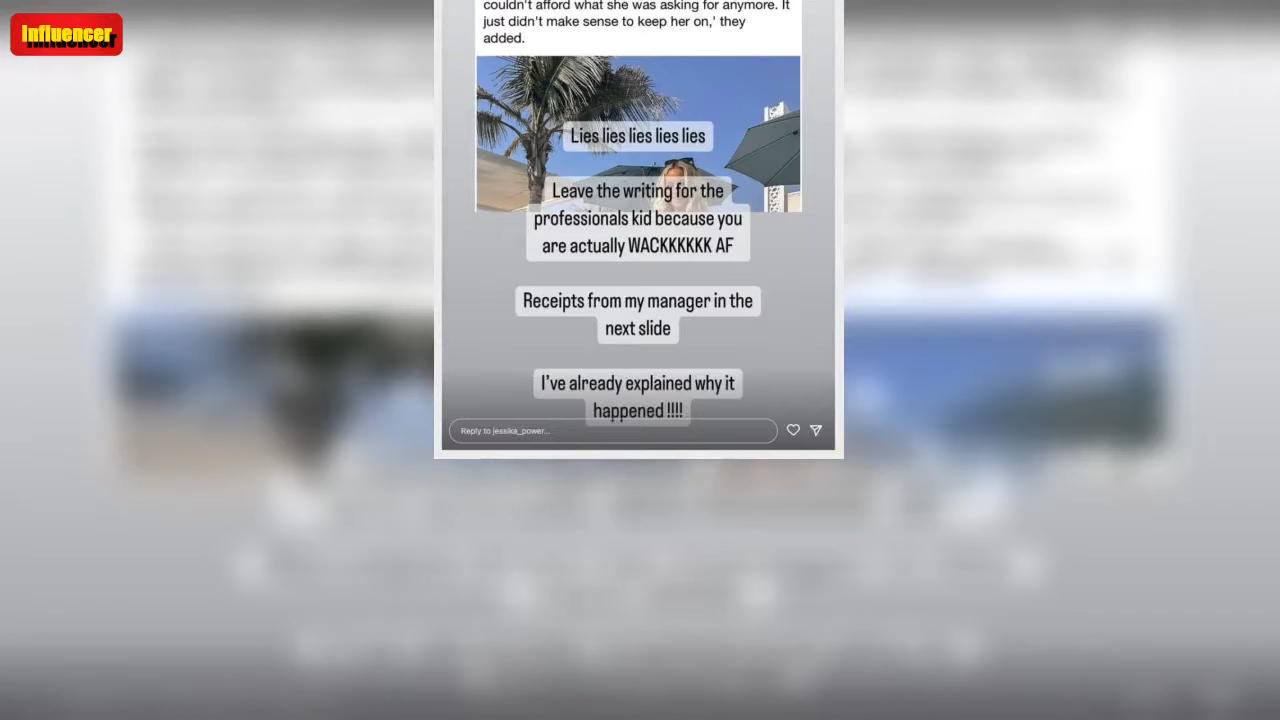 Influencer
Influencer
couldn't afford what she was asking for anymore. It
just didn't make sense to keep her on,' they
added.
Lies lies lies lies lies
Leave the writing for the
professionals kid because you
are actually WACKKKKKK AF
Receipts from my manager in the
next slide
I've already explained why it
happened !!!!
Reply to jessika_power...